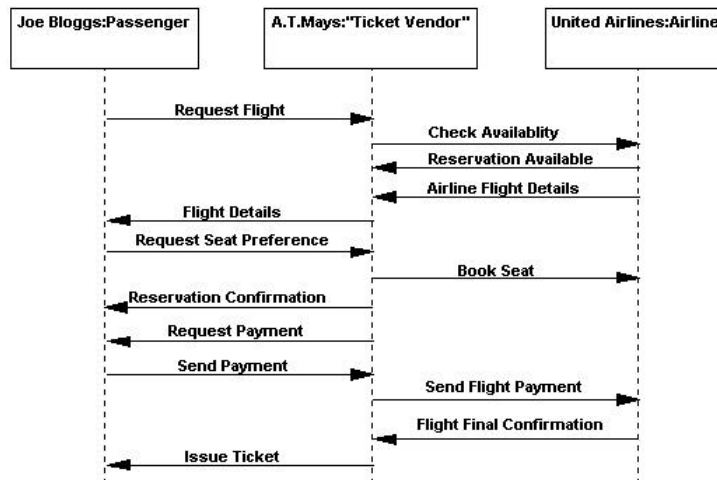 Joe Bloggs:Passenger
A.T.Mays:"Ticket Vendor"
United Airlines:Airline
Request Flight
Check Availablity
Reservation Available
Airline Flight Details
Flight Details
Request Seat Preference
Book Seat
Reservation Confirmation
Request Payment
Send Payment
Send Flight Payment
Flight Final Confirmation
Issue Ticket